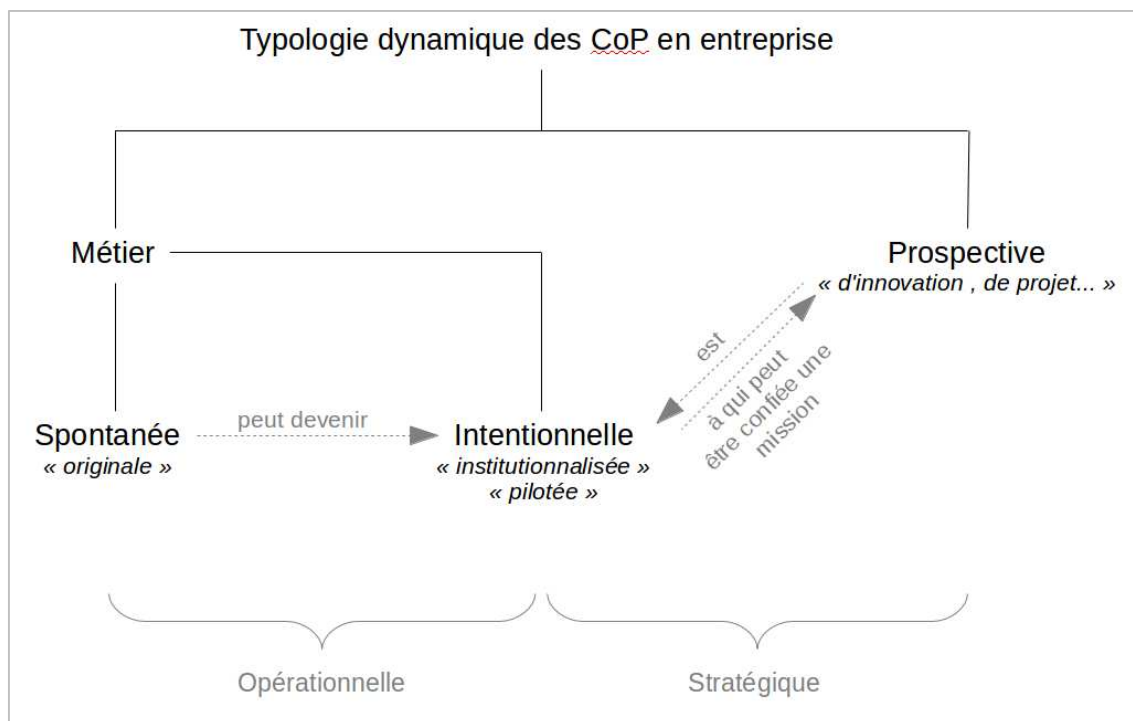 Typologie dynamique des CoP en entreprise
Métier
Prospective
« d'innovation , de projet... »
est
à qui peut
être confiée une
mission
peut devenir
Spontanée
« originale »
Intentionnelle
« institutionnalisée »
« pilotée »
Opérationnelle
Stratégique